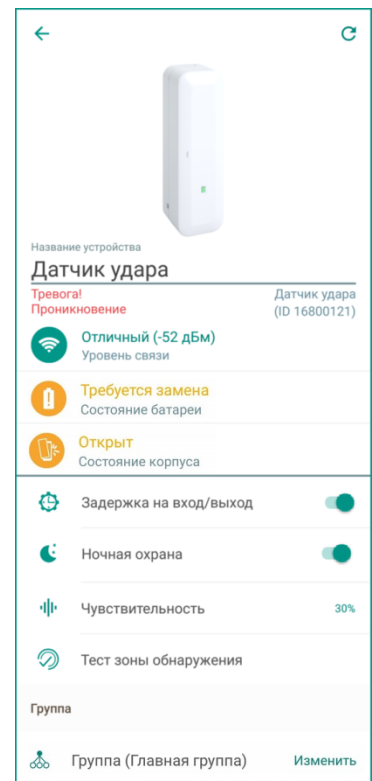 Название устройства
Датчик удара
Тревога!
Проникновение
Датчик удара
(ID 16800121)
Отличный (-52 дБм)
Уровень связи
Требуется замена
Состояние батареи
Открыт
Состояние корпуса
Задержка на вход/выход
Ночная охрана
Чувствительность 30%
Тест зоны обнаружения
Группа
Группа (Главная группа) Изменить